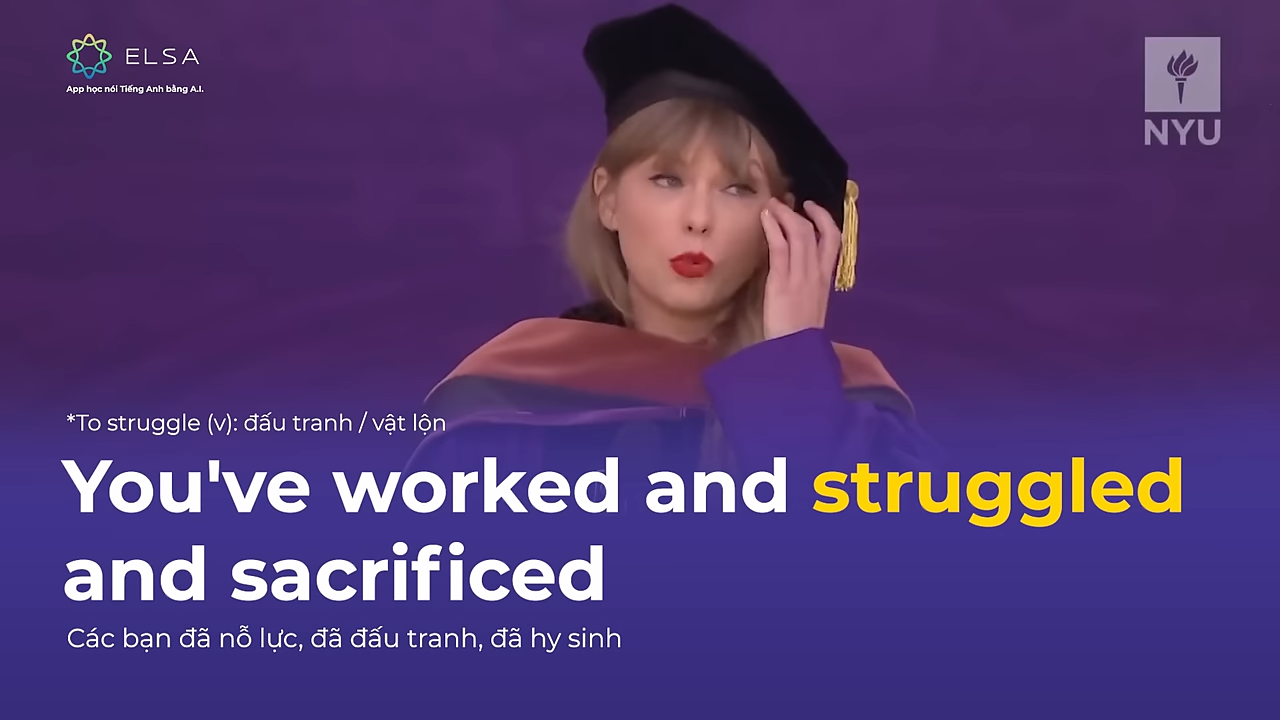 ELSA
App học nói Tiếng Anh bằng A.I.
NYU
*To struggle (v): đấu tranh / vật lộn
You've worked and struggled
and sacrificed
Các bạn đã nỗ lực, đã đấu tranh, đã hy sinh